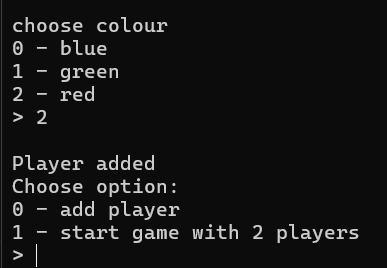 choose colour
0 - blue
1 - green
2 - red
> 2
Player added
Choose option:
0 - add player
1 - start game with 2 players
>